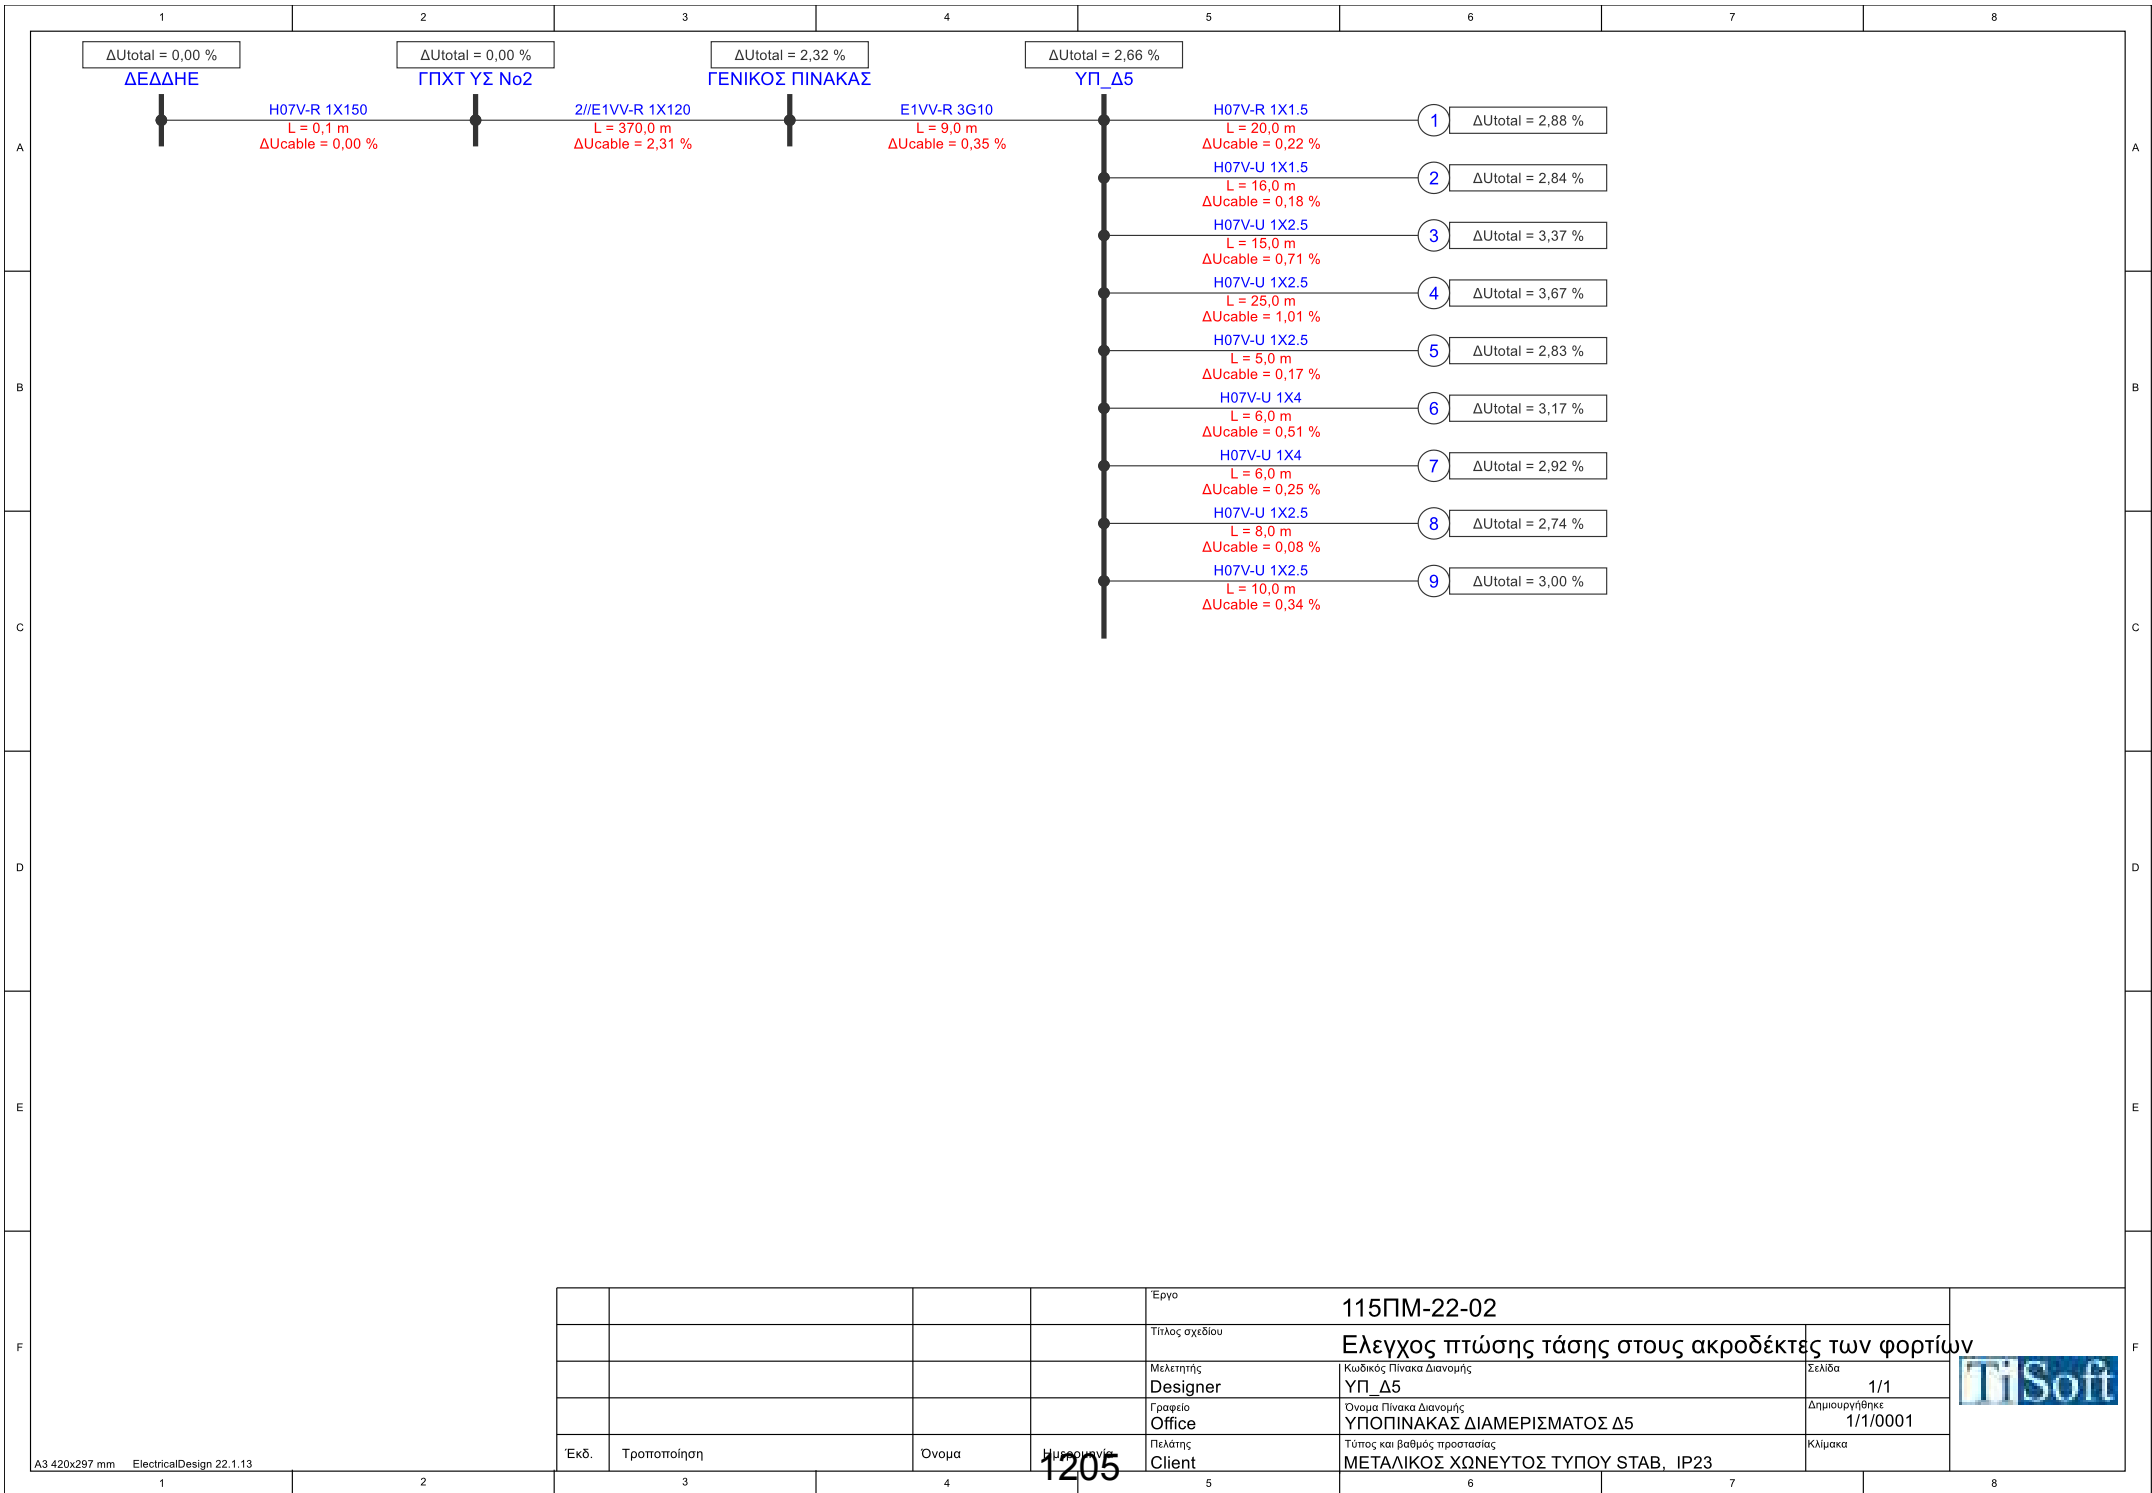 1 2 3 4 5 6 7 8
ΔUtotal = 0,00 % ΔUtotal = 0,00 % ΔUtotal = 2,32 % ΔUtotal = 2,66 %
ΔΕΔΔΗΕ ΓΠΧΤ ΥΣ Νο2 ΓΕΝΙΚΟΣ ΠΙΝΑΚΑΣ ΥΠ_Δ5
H07V-R 1X150 2//E1VV-R 1X120 E1VV-R 3G10 H07V-R 1X1.5
1 ΔUtotal = 2,88 %
L = 0,1 m L = 370,0 m L = 9,0 m L = 20,0 m
ΔUcable = 0,00 % ΔUcable = 2,31 % ΔUcable = 0,35 % ΔUcable = 0,22 %
A A
H07V-U 1X1.5
2 ΔUtotal = 2,84 %
L = 16,0 m
ΔUcable = 0,18 %
H07V-U 1X2.5
3 ΔUtotal = 3,37 %
L = 15,0 m
ΔUcable = 0,71 %
H07V-U 1X2.5
4 ΔUtotal = 3,67 %
L = 25,0 m
ΔUcable = 1,01 %
H07V-U 1X2.5
5 ΔUtotal = 2,83 %
L = 5,0 m
ΔUcable = 0,17 %
B B
H07V-U 1X4
6 ΔUtotal = 3,17 %
L = 6,0 m
ΔUcable = 0,51 %
H07V-U 1X4
7 ΔUtotal = 2,92 %
L = 6,0 m
ΔUcable = 0,25 %
H07V-U 1X2.5
8 ΔUtotal = 2,74 %
L = 8,0 m
ΔUcable = 0,08 %
H07V-U 1X2.5
9 ΔUtotal = 3,00 %
L = 10,0 m
ΔUcable = 0,34 %
C C
D D
E E
F F
Έργο
115ΠΜ-22-02
Τίτλος σχεδίου
Ελεγχος πτώσης τάσης στους ακροδέκτες των φορτίων
Μελετητής Κωδικός Πίνακα Διανομής Σελίδα
Designer ΥΠ_Δ5 1/1
TiSoft
Γραφείο Όνομα Πίνακα Διανομής Δημιουργήθηκε
Office ΥΠΟΠΙΝΑΚΑΣ ΔΙΑΜΕΡΙΣΜΑΤΟΣ Δ5 1/1/0001
Πελάτης Τύπος και βαθμός προστασίας Κλίμακα
Έκδ. Τροποποίηση Όνομα Ημερομηνία
Client ΜΕΤΑΛΙΚΟΣ ΧΩΝΕΥΤΟΣ ΤΥΠΟΥ STAB, IP23
1205
A3 420x297 mm ElectricalDesign 22.1.13
1 2 3 4 5 6 7 8